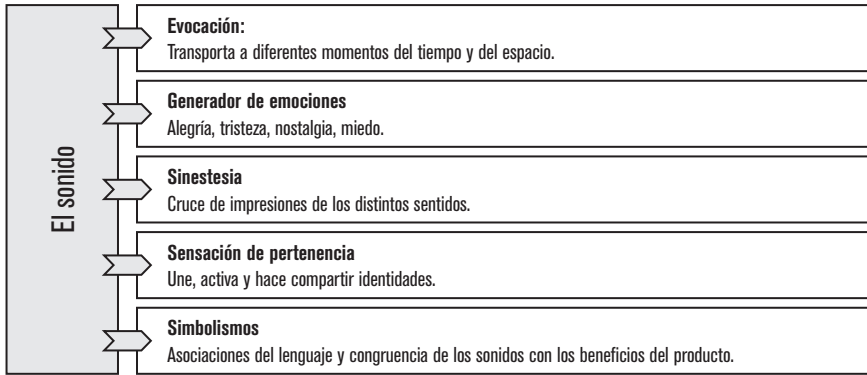 El sonido
Evocación:
Transporta a diferentes momentos del tiempo y del espacio.
Generador de emociones
Alegría, tristeza, nostalgia, miedo.
Sinestesia
Cruce de impresiones de los distintos sentidos.
Sensación de pertenencia
Une, activa y hace compartir identidades.
Simbolismos
Asociaciones del lenguaje y congruencia de los sonidos con los beneficios del producto.